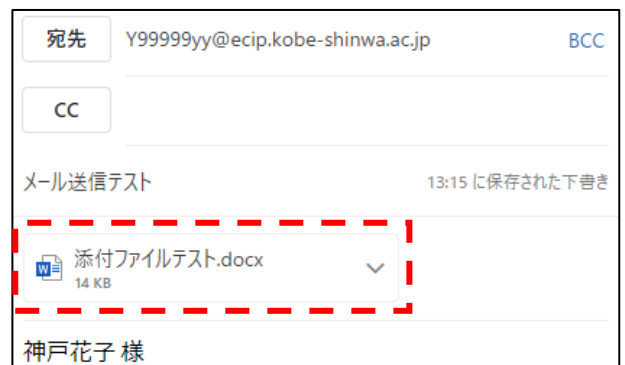 宛先 Y99999yy@ecip.kobe-shinwa.ac.jp BCC
CC
メール送信テスト 13:15 に保存された下書き
添付ファイルテスト.docx
14 KB
神戸花子 様